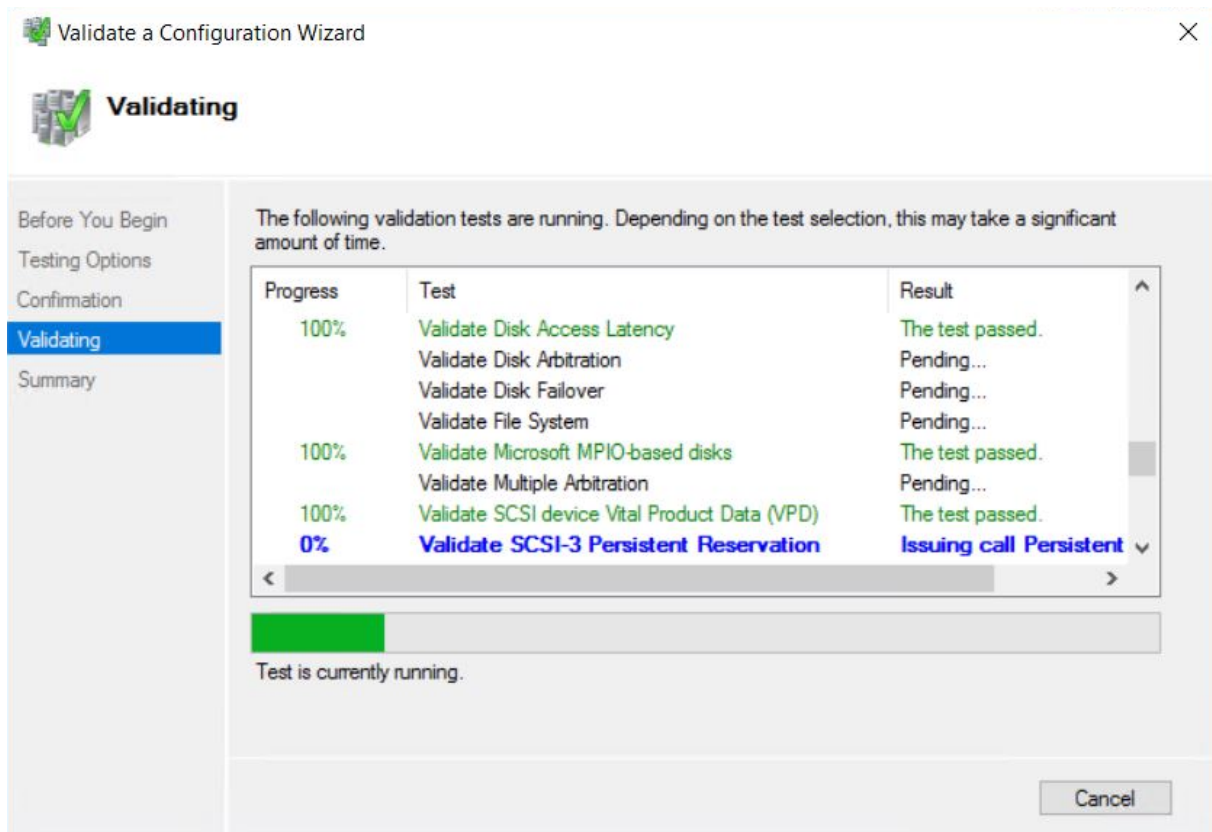 Validate a Configuration Wizard
Validating
Before You Begin
Testing Options
Confirmation
Validating
Summary
The following validation tests are running. Depending on the test selection, this may take a significant
amount of time.
Progress Test Result
100% Validate Disk Access Latency The test passed.
Validate Disk Arbitration Pending...
Validate Disk Failover Pending...
Validate File System Pending...
100% Validate Microsoft MPIO-based disks The test passed.
Validate Multiple Arbitration Pending...
100% Validate SCSI device Vital Product Data (VPD) The test passed.
0% Validate SCSI-3 Persistent Reservation Issuing call Persistent
Test is currently running.
Cancel